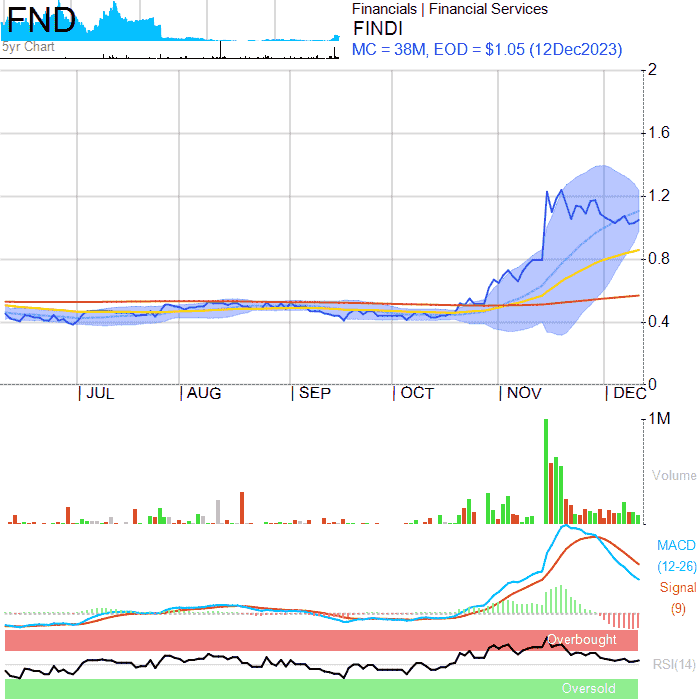 FND
5yr Chart
Financials | Financial Services
FINDI
MC = 38M, EOD = $1.05 (12Dec2023)
2
1.6
1.2
0.8
0.4
0
JUL
AUG
SEP
OCT
NOV
DEC
1M
Volume
MACD
(12-26)
Signal
(9)
Overbought
RSI(14)
Oversold